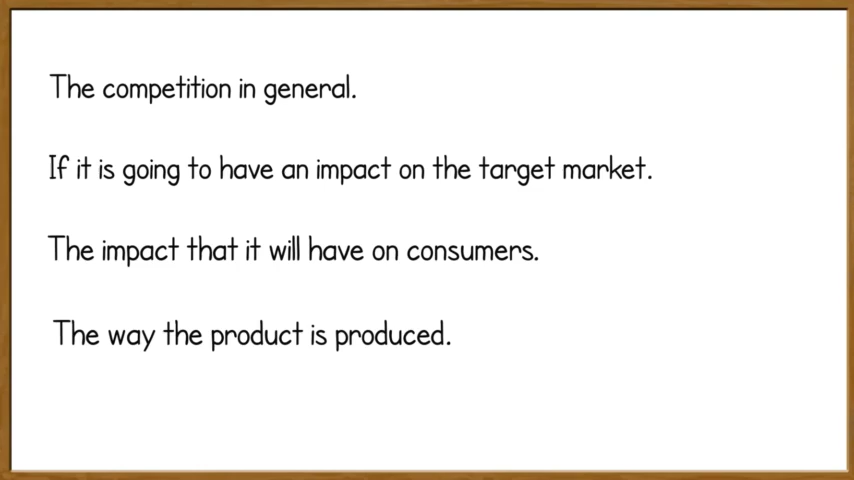 The competition in general.
If it is going to have an impact on the target market.
The impact that it will have on consumers.
The way the product is produced.